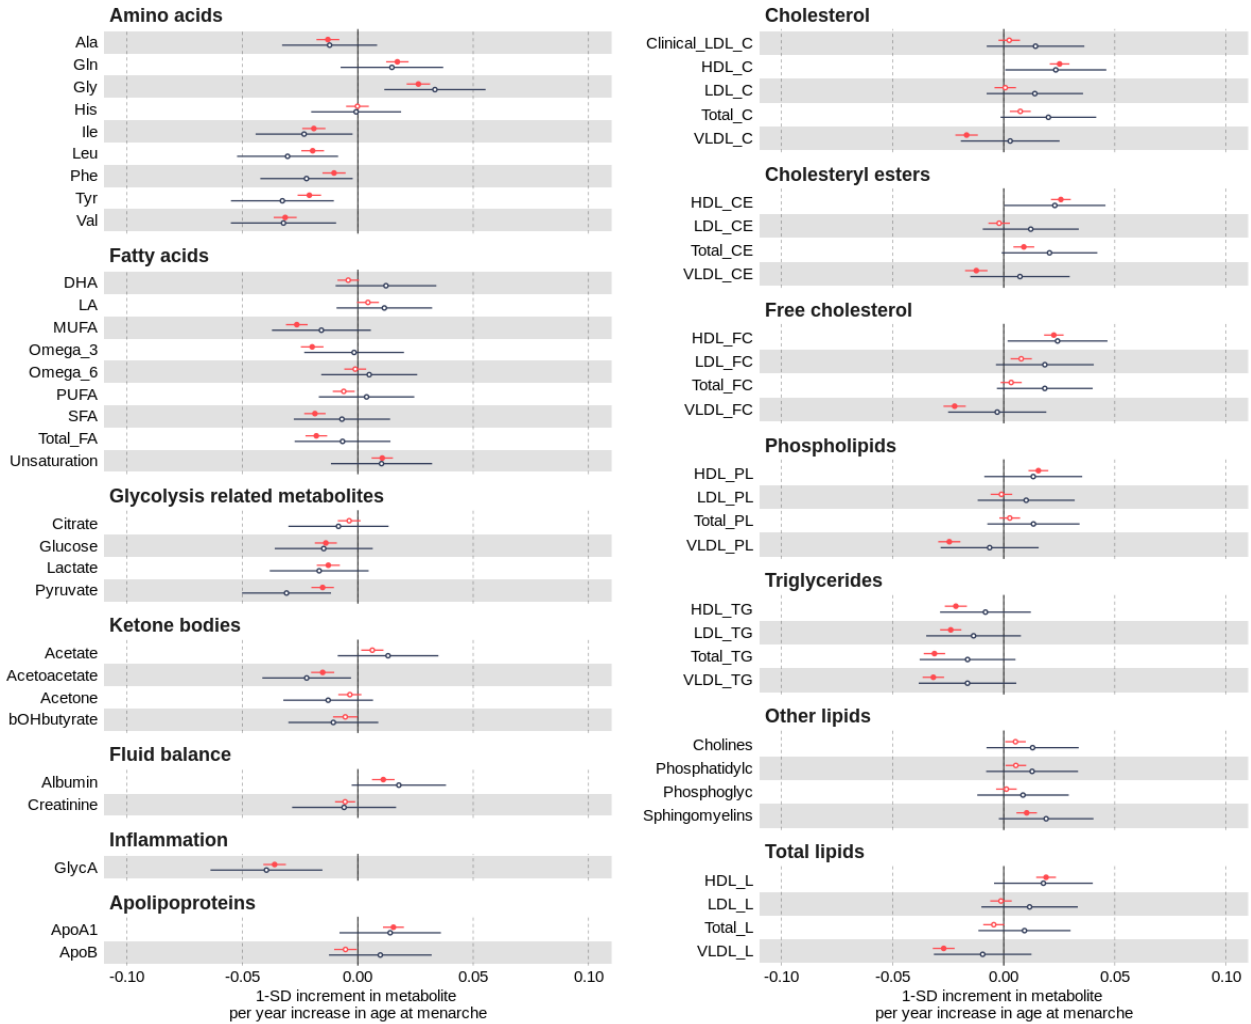 Amino acids
Ala
Gln
Gly
His
Ile
Leu
Phe
Tyr
Val
Fatty acids
DHA
LA
MUFA
Omega_3
Omega_6
PUFA
SFA
Total_FA
Unsaturation
Glycolysis related metabolites
Citrate
Glucose
Lactate
Pyruvate
Ketone bodies
Acetate
Acetoacetate
Acetone
bOHbutyrate
Fluid balance
Albumin
Creatinine
Inflammation
GlycA
Apolipoproteins
ApoA1
ApoB
-0.10 -0.05 0.00 0.05 0.10
1-SD increment in metabolite
per year increase in age at menarche
Cholesterol
Clinical_LDL_C
HDL_C
LDL_C
Total_C
VLDL_C
Cholesteryl esters
HDL_CE
LDL_CE
Total_CE
VLDL_CE
Free cholesterol
HDL_FC
LDL_FC
Total_FC
VLDL_FC
Phospholipids
HDL_PL
LDL_PL
Total_PL
VLDL_PL
Triglycerides
HDL_TG
LDL_TG
Total_TG
VLDL_TG
Other lipids
Cholines
Phosphatidylc
Phosphoglyc
Sphingomyelins
Total lipids
HDL_L
LDL_L
Total_L
VLDL_L
-0.10 -0.05 0.00 0.05 0.10
1-SD increment in metabolite
per year increase in age at menarche